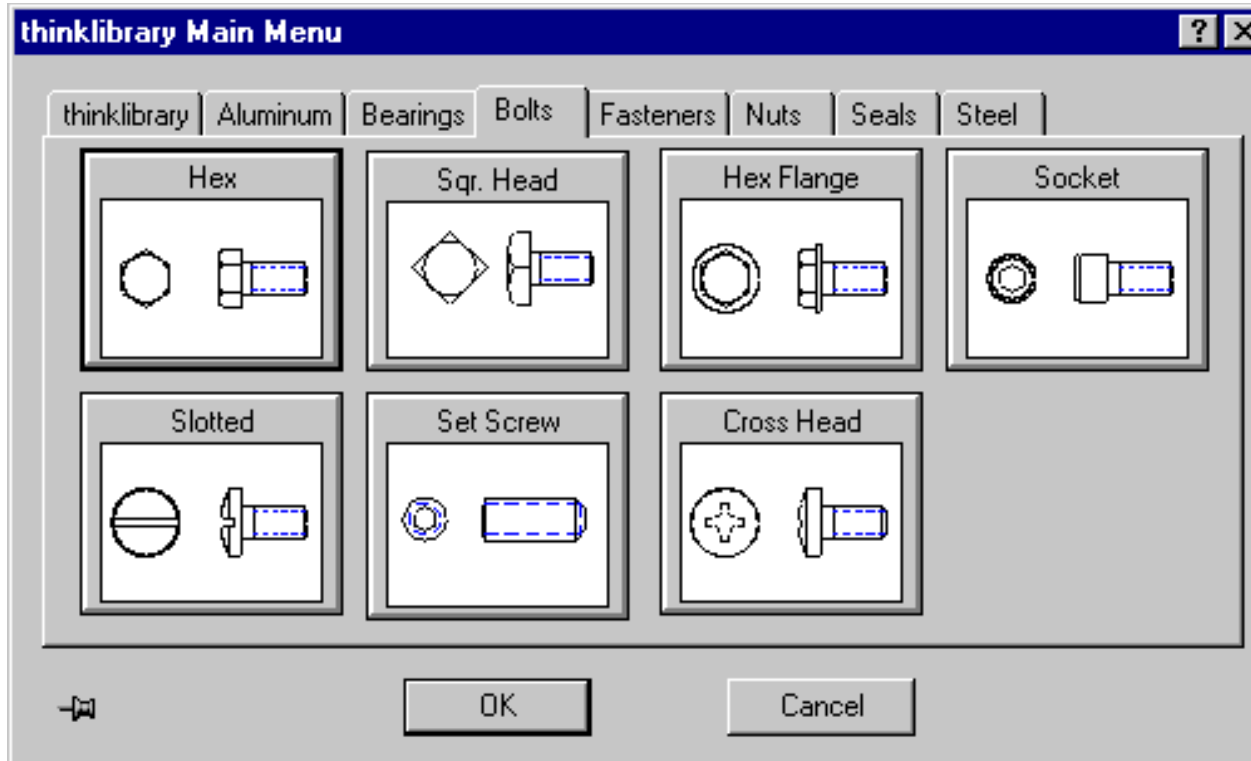 thinklibrary Main Menu
thinklibrary Aluminum Bearings Bolts Fasteners Nuts Seals Steel
Hex Sqr. Head Hex Flange Socket
Slotted Set Screw Cross Head
OK Cancel